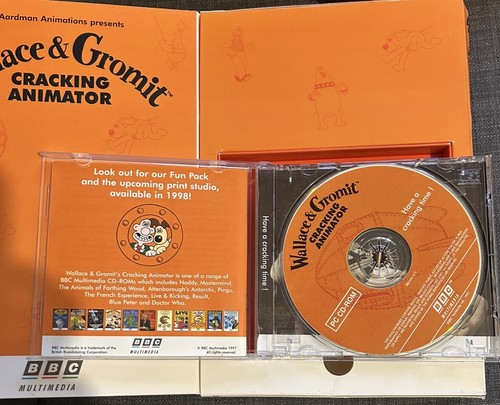 Aardman Animations presents
Wallace & Gromit™
CRACKING
ANIMATOR
Look out for our Fun Pack
and the upcoming print studio,
available in 1998!
Wallace & Gromit's Cracking Animator is one of a range of
BBC Multimedia CD-ROMs which includes Noddy, Mastermind,
The Animals of Farthing Wood, Attenborough's Antarctic, Pingu,
The French Experience, Live & Kicking, Result,
Blue Peter and Doctor Who.
BBC Multimedia is a trademark of the
British Broadcasting Corporation.
BBC
MULTIMEDIA
© BBC Multimedia 1997
All rights reserved
Have a cracking time!
Wallace & Gromit™
CRACKING
ANIMATOR
Have a
cracking time!
PC CD-ROM
BBC
BBC
MULTIMEDIA